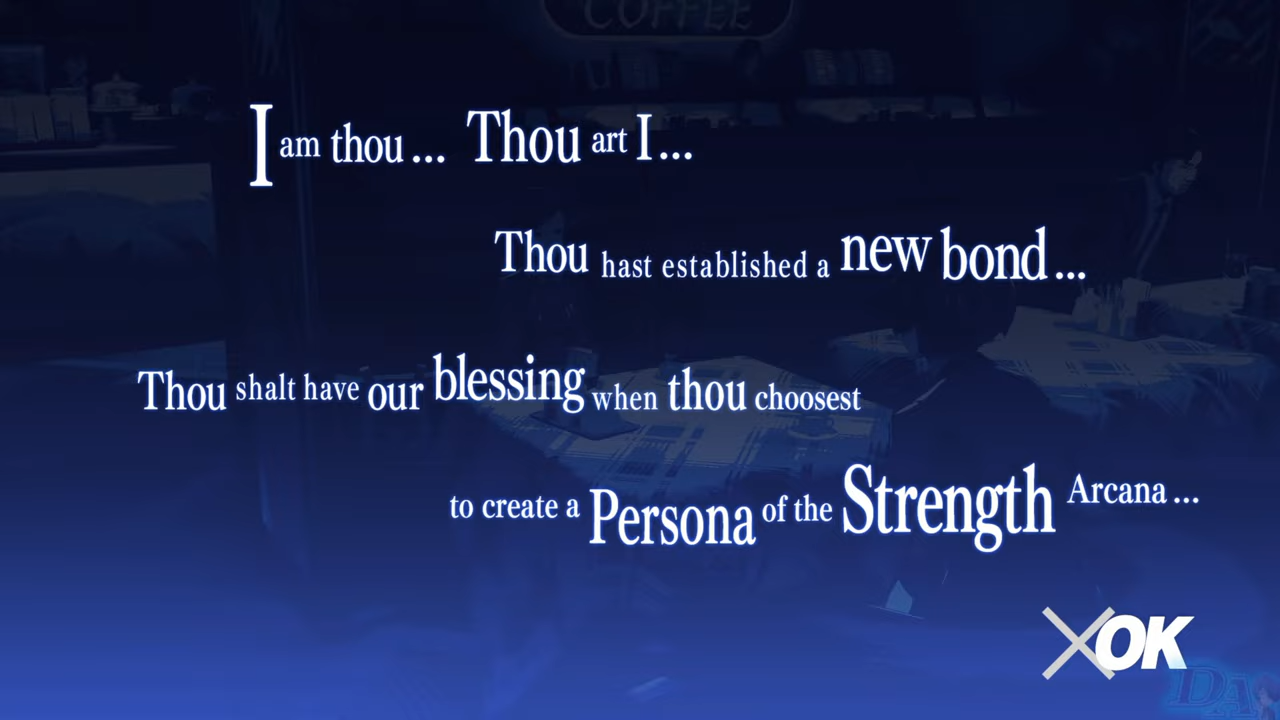 COFFEE
I am thou... Thou art I...
Thou hast established a new bond...
Thou shalt have our blessing when thou choosest
to create a Persona of the Strength Arcana...
OK